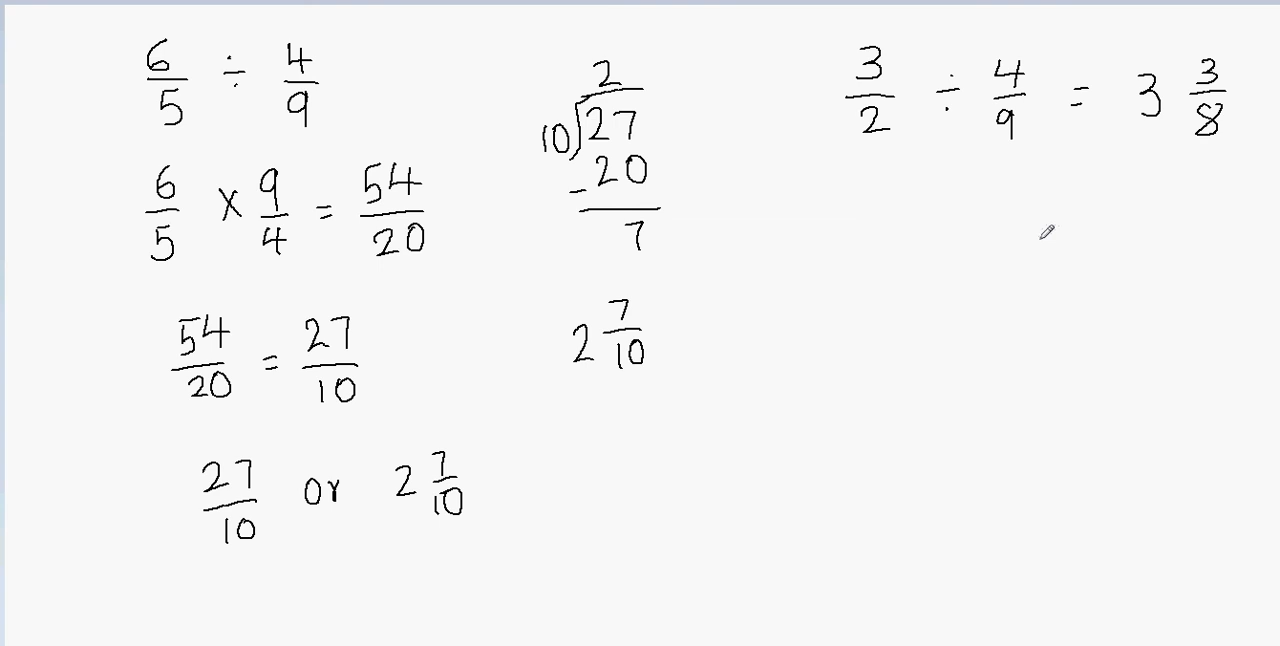 6/5 ÷ 4/9
6/5 × 9/4 = 54/20
54/20 = 27/10
27/10 or 2 7/10
2
10)27
-20
7
2 7/10
3/2 ÷ 4/9 = 3 3/8